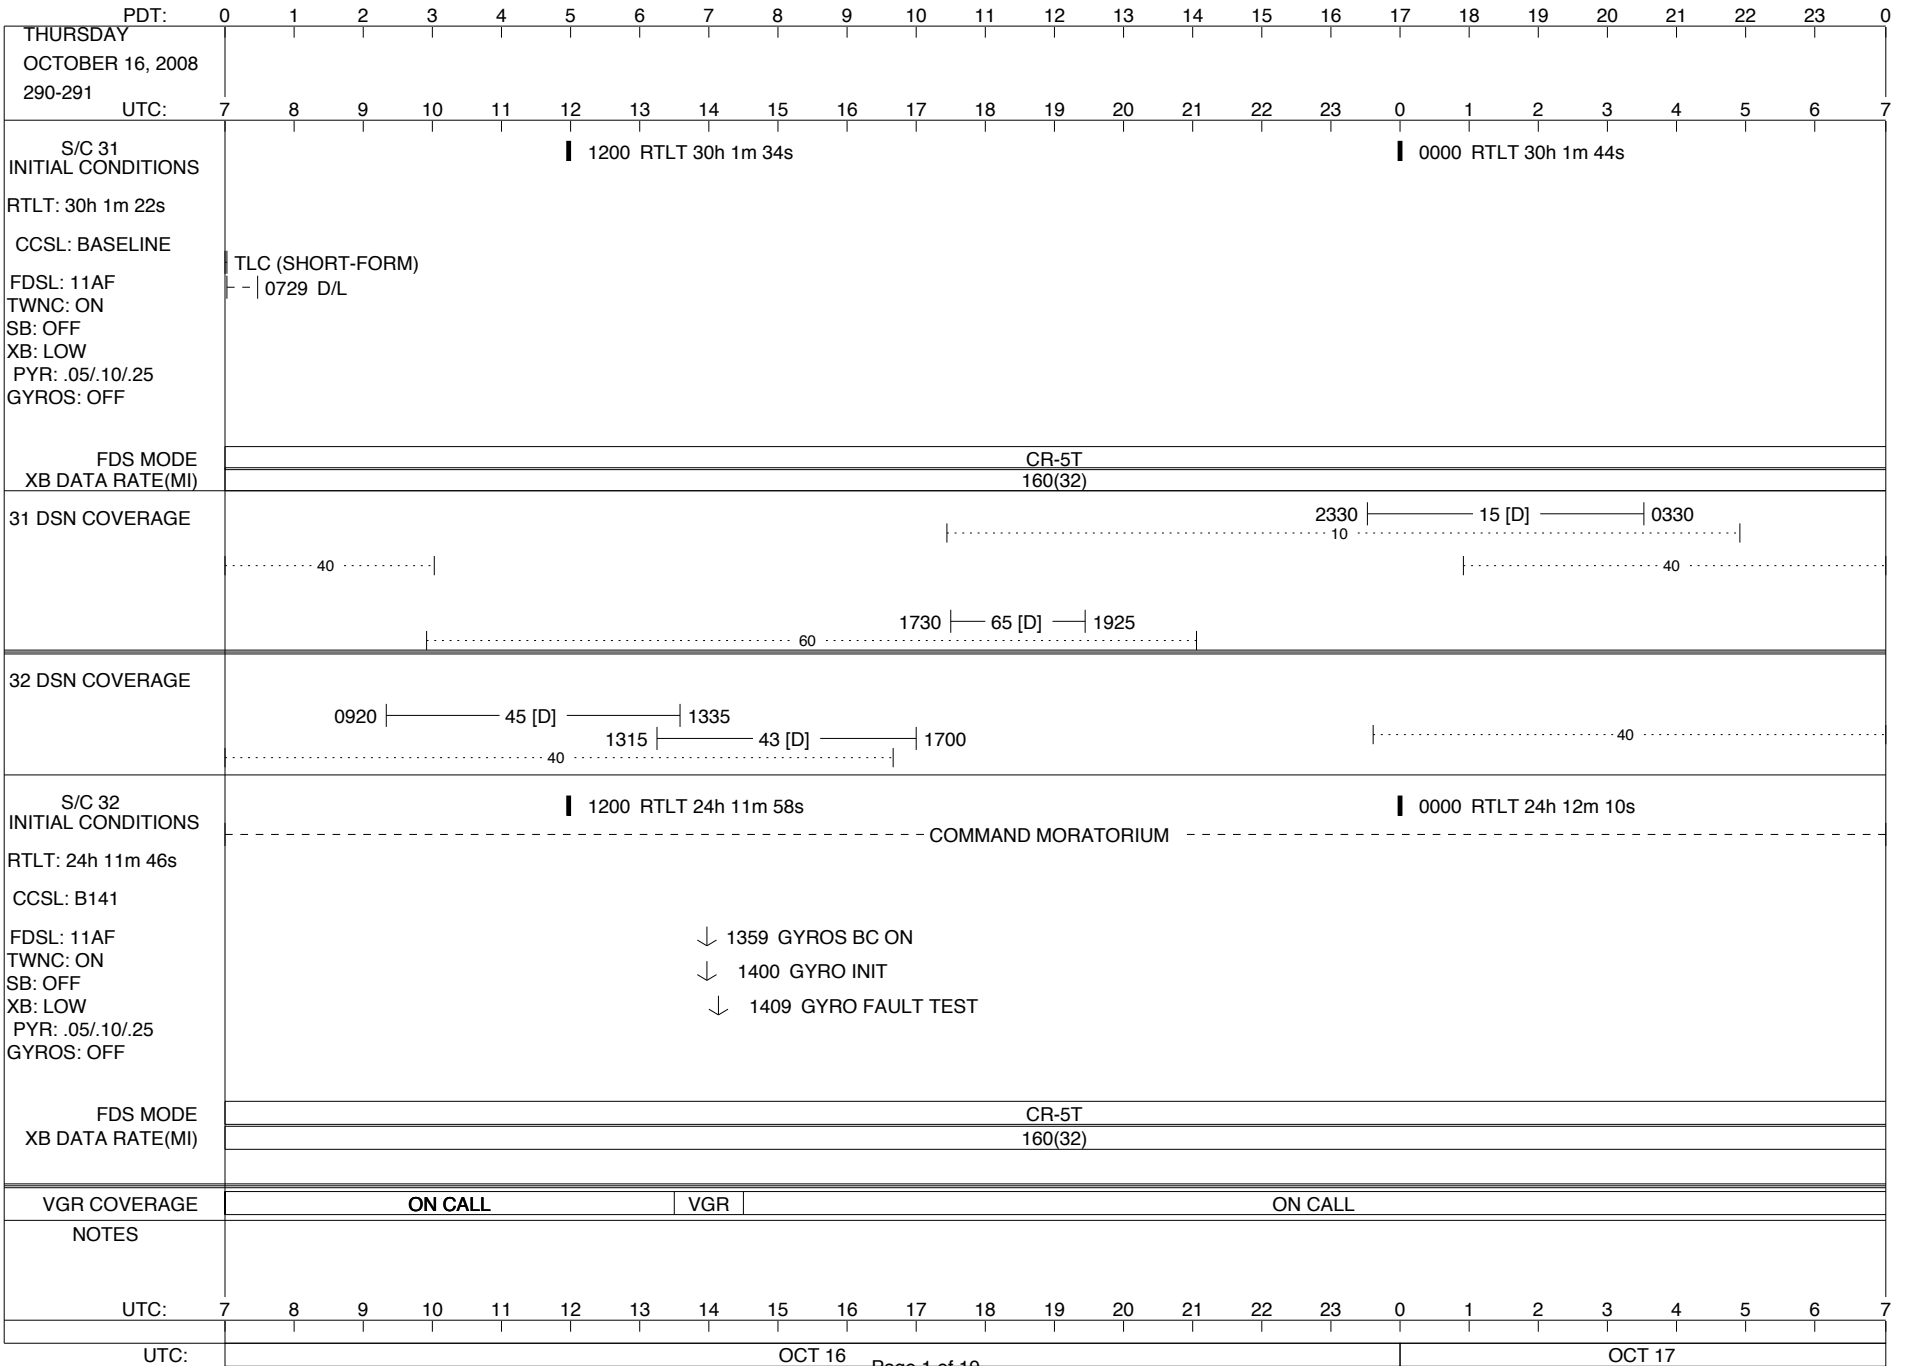 PDT: 0 1 2 3 4 5 6 7 8 9 10 11 12 13 14 15 16 17 18 19 20 21 22 23 0
THURSDAY
OCTOBER 16, 2008
290-291
UTC: 7 8 9 10 11 12 13 14 15 16 17 18 19 20 21 22 23 0 1 2 3 4 5 6 7
S/C 31
INITIAL CONDITIONS
1200 RTLT 30h 1m 34s
0000 RTLT 30h 1m 44s
RTLT: 30h 1m 22s
CCSL: BASELINE
TLC (SHORT-FORM)
FDSL: 11AF
0729 D/L
TWNC: ON
SB: OFF
XB: LOW
PYR: .05/.10/.25
GYROS: OFF
FDS MODE CR-5T
XB DATA RATE(MI) 160(32)
31 DSN COVERAGE
2330 15 [D] 0330
10
40 40
1730 65 [D] 1925
60
32 DSN COVERAGE
0920 45 [D] 1335
1315 43 [D] 1700
40
40
S/C 32
INITIAL CONDITIONS
1200 RTLT 24h 11m 58s
0000 RTLT 24h 12m 10s
COMMAND MORATORIUM
RTLT: 24h 11m 46s
CCSL: B141
FDSL: 11AF
1359 GYROS BC ON
TWNC: ON
1400 GYRO INIT
SB: OFF
XB: LOW
1409 GYRO FAULT TEST
PYR: .05/.10/.25
GYROS: OFF
FDS MODE CR-5T
XB DATA RATE(MI) 160(32)
VGR COVERAGE ON CALL VGR ON CALL
NOTES
UTC: 7 8 9 10 11 12 13 14 15 16 17 18 19 20 21 22 23 0 1 2 3 4 5 6 7
UTC: OCT 16 OCT 17
Page 1 of 10